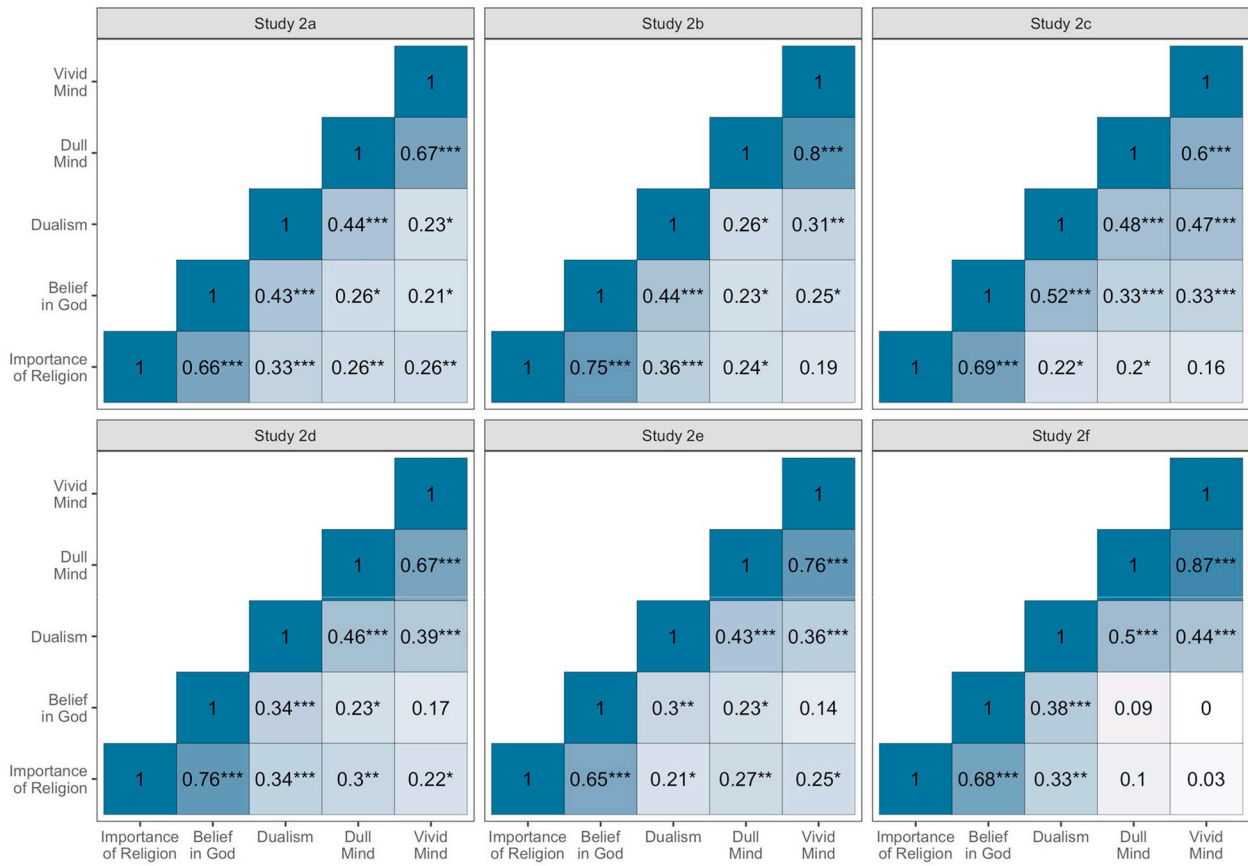 Study 2a Study 2b Study 2c
Vivid
Mind
1 1 1
Dull
Mind
1 0.67*** 1 0.8*** 1 0.6***
Dualism
1 0.44*** 0.23* 1 0.26* 0.31** 1 0.48*** 0.47***
Belief
in God
1 0.43*** 0.26* 0.21* 1 0.44*** 0.23* 0.25* 1 0.52*** 0.33*** 0.33***
Importance
of Religion
1 0.66*** 0.33*** 0.26** 0.26** 1 0.75*** 0.36*** 0.24* 0.19 1 0.69*** 0.22* 0.2* 0.16
Study 2d Study 2e Study 2f
Vivid
Mind
1 1 1
Dull
Mind
1 0.67*** 1 0.76*** 1 0.87***
Dualism
1 0.46*** 0.39*** 1 0.43*** 0.36*** 1 0.5*** 0.44***
Belief
in God
1 0.34*** 0.23* 0.17 1 0.3** 0.23* 0.14 1 0.38*** 0.09 0
Importance
of Religion
1 0.76*** 0.34*** 0.3** 0.22* 1 0.65*** 0.21* 0.27** 0.25* 1 0.68*** 0.33** 0.1 0.03
Importance Belief Dualism Dull Vivid Importance Belief Dualism Dull Vivid Importance Belief Dualism Dull Vivid
of Religion in God Mind Mind of Religion in God Mind Mind of Religion in God Mind Mind